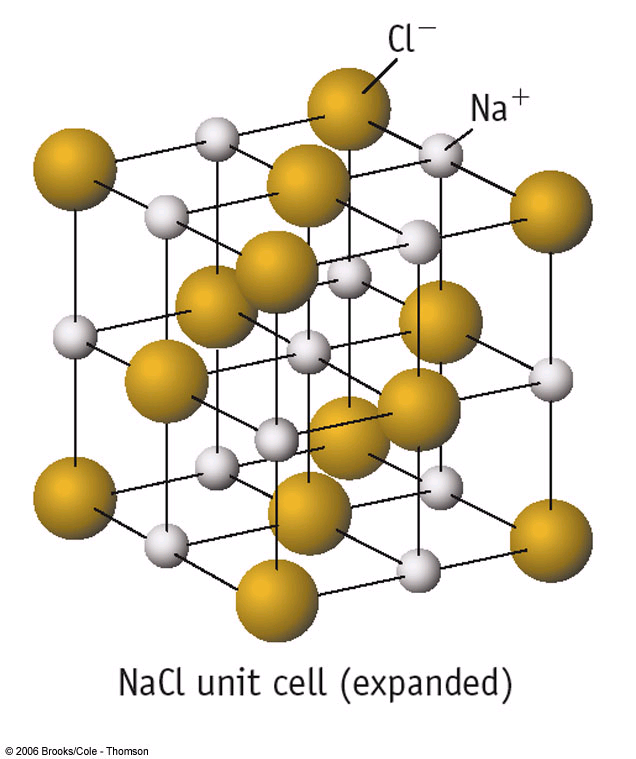 Cl⁻
Na⁺
NaCl unit cell (expanded)
© 2006 Brooks/Cole - Thomson